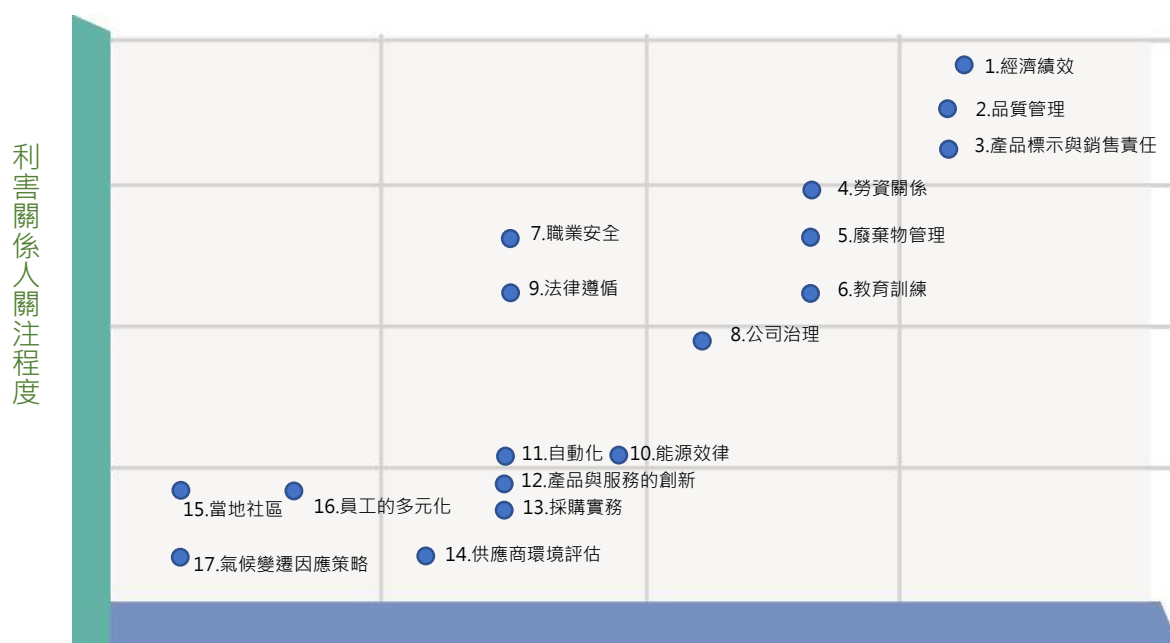 利害關係人關注程度
1.經濟績效
2.品質管理
3.產品標示與銷售責任
4.勞資關係
7.職業安全
5.廢棄物管理
9.法律遵循
6.教育訓練
8.公司治理
11.自動化
10.能源效律
12.產品與服務的創新
15.當地社區
16.員工的多元化
13.採購實務
14.供應商環境評估
17.氣候變遷因應策略